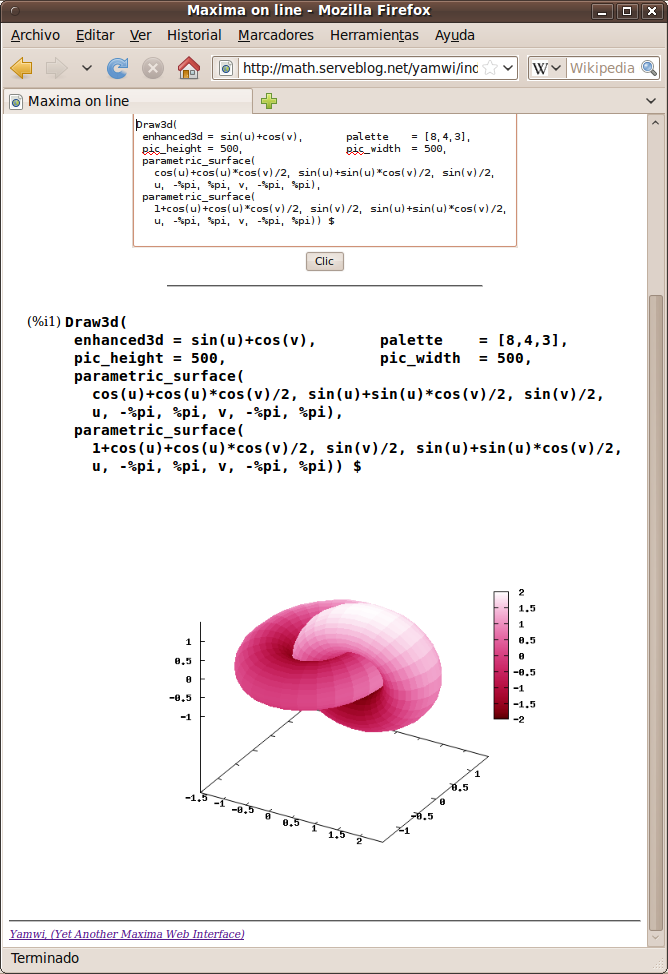 Maxima on line - Mozilla Firefox
Archivo Editar Ver Historial Marcadores Herramientas Ayuda
http://math.serveblog.net/yamwi/inc
W Wikipedia
Maxima on line
Draw3d(
enhanced3d = sin(u)+cos(v), palette = [8,4,3],
pic_height = 500, pic_width = 500,
parametric_surface(
cos(u)+cos(u)*cos(v)/2, sin(u)+sin(u)*cos(v)/2, sin(v)/2,
u, -%pi, %pi, v, -%pi, %pi),
parametric_surface(
1+cos(u)+cos(u)*cos(v)/2, sin(v)/2, sin(u)+sin(u)*cos(v)/2,
u, -%pi, %pi, v, -%pi, %pi)) $
Clic
(%i1) Draw3d(
enhanced3d = sin(u)+cos(v), palette = [8,4,3],
pic_height = 500, pic_width = 500,
parametric_surface(
cos(u)+cos(u)*cos(v)/2, sin(u)+sin(u)*cos(v)/2, sin(v)/2,
u, -%pi, %pi, v, -%pi, %pi),
parametric_surface(
1+cos(u)+cos(u)*cos(v)/2, sin(v)/2, sin(u)+sin(u)*cos(v)/2,
u, -%pi, %pi, v, -%pi, %pi)) $
2
1.5
1
0.5
0
-0.5
-1
-1.5
-2
1
0.5
0
-0.5
-1
-1.5 -1 -0.5 0 0.5 1 1.5 2
-1 -0.5 0 0.5 1
Yamwi, (Yet Another Maxima Web Interface)
Terminado